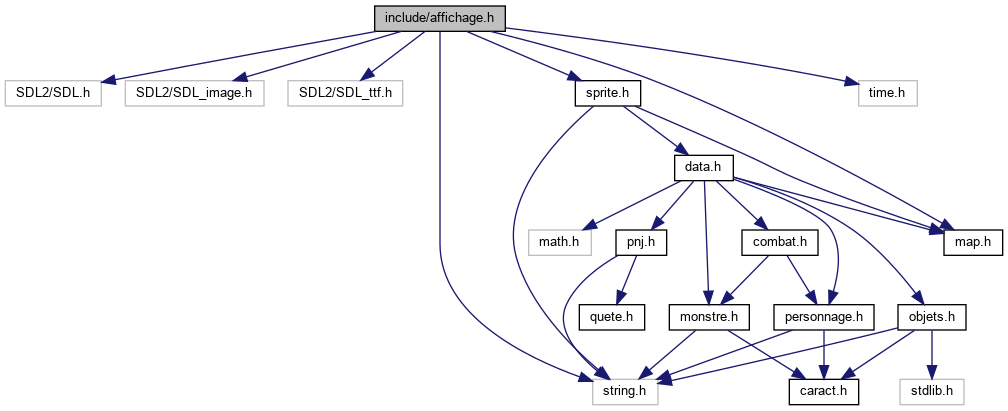 include/affichage.h
SDL2/SDL.h
SDL2/SDL_image.h
SDL2/SDL_ttf.h
sprite.h
time.h
data.h
math.h
pnj.h
combat.h
map.h
quete.h
monstre.h
personnage.h
objets.h
string.h
caract.h
stdlib.h